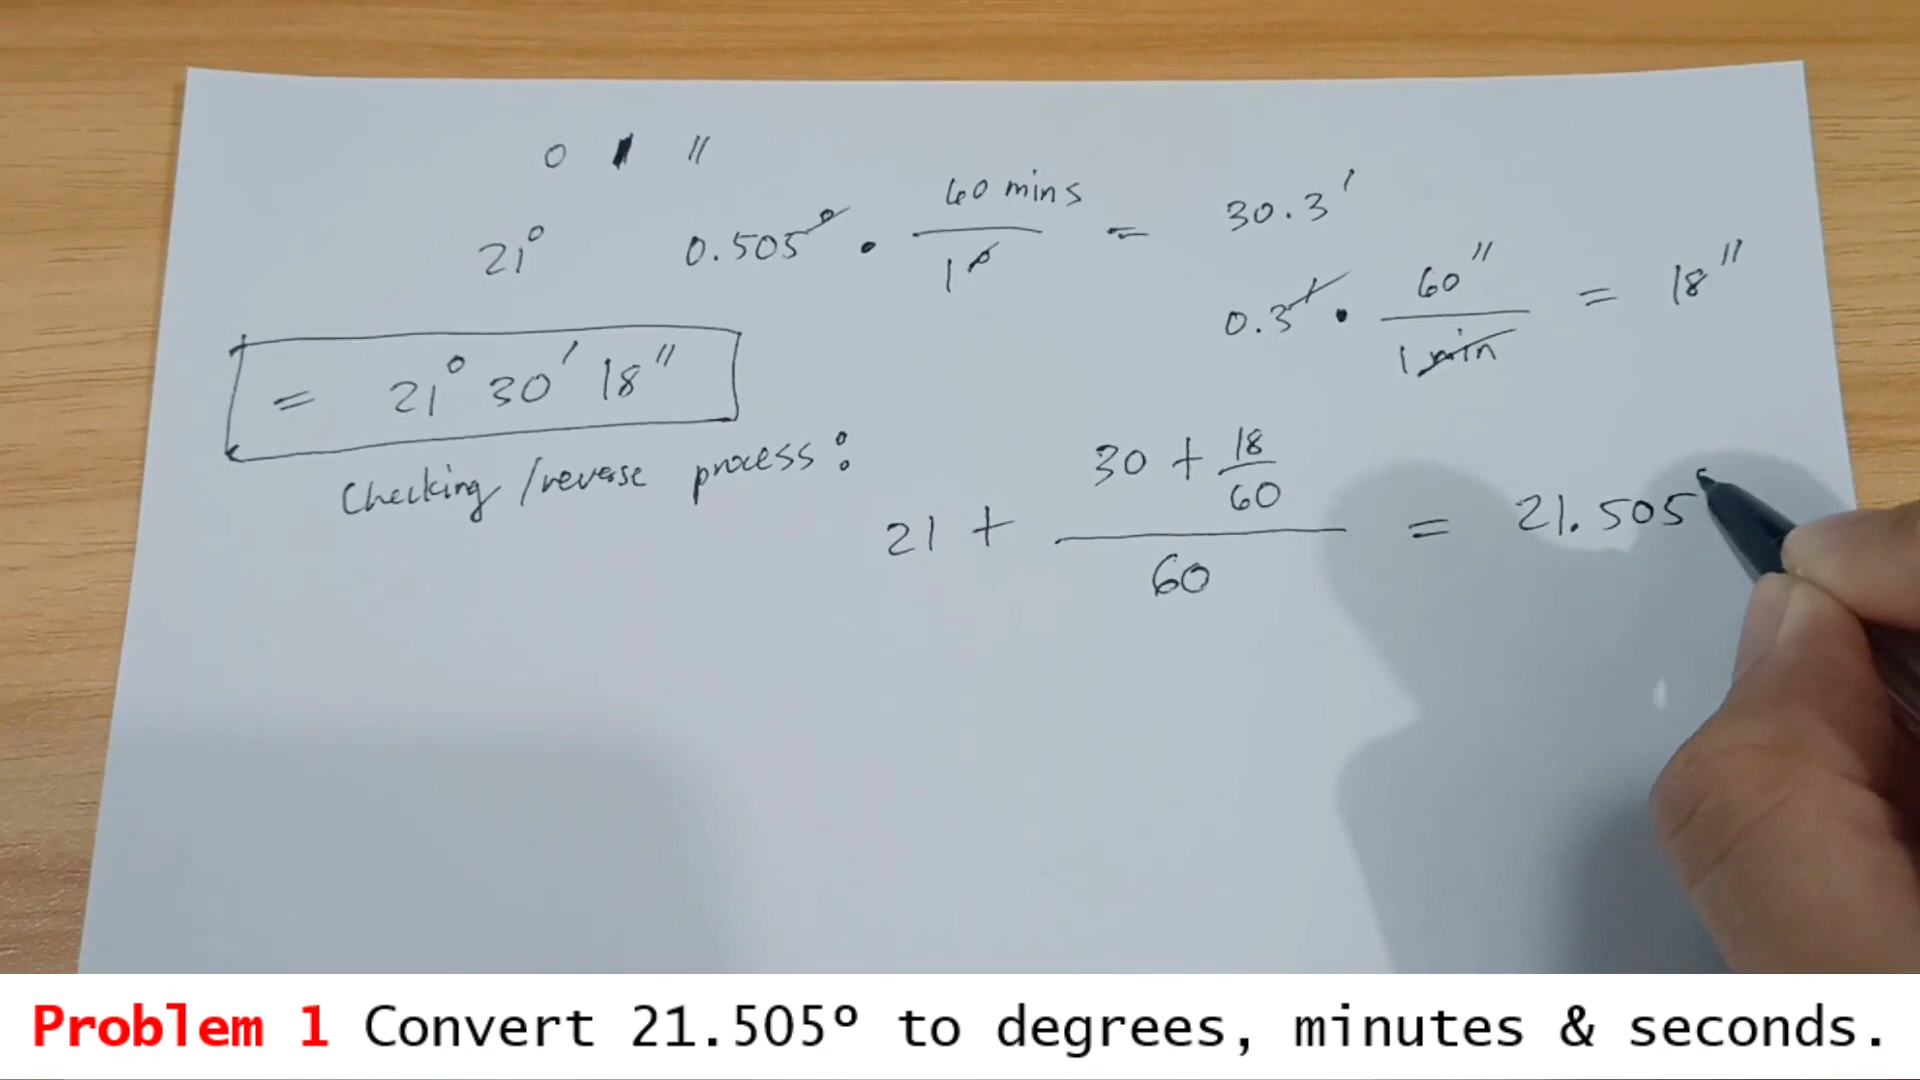 ° ' "
21° 0.505° · 60 mins / 1° = 30.3'
0.3' · 60" / 1 min = 18"
= 21° 30' 18"
Checking/reverse process:
21 + (30 + 18/60) / 60 = 21.505°
Problem 1 Convert 21.505º to degrees, minutes & seconds.